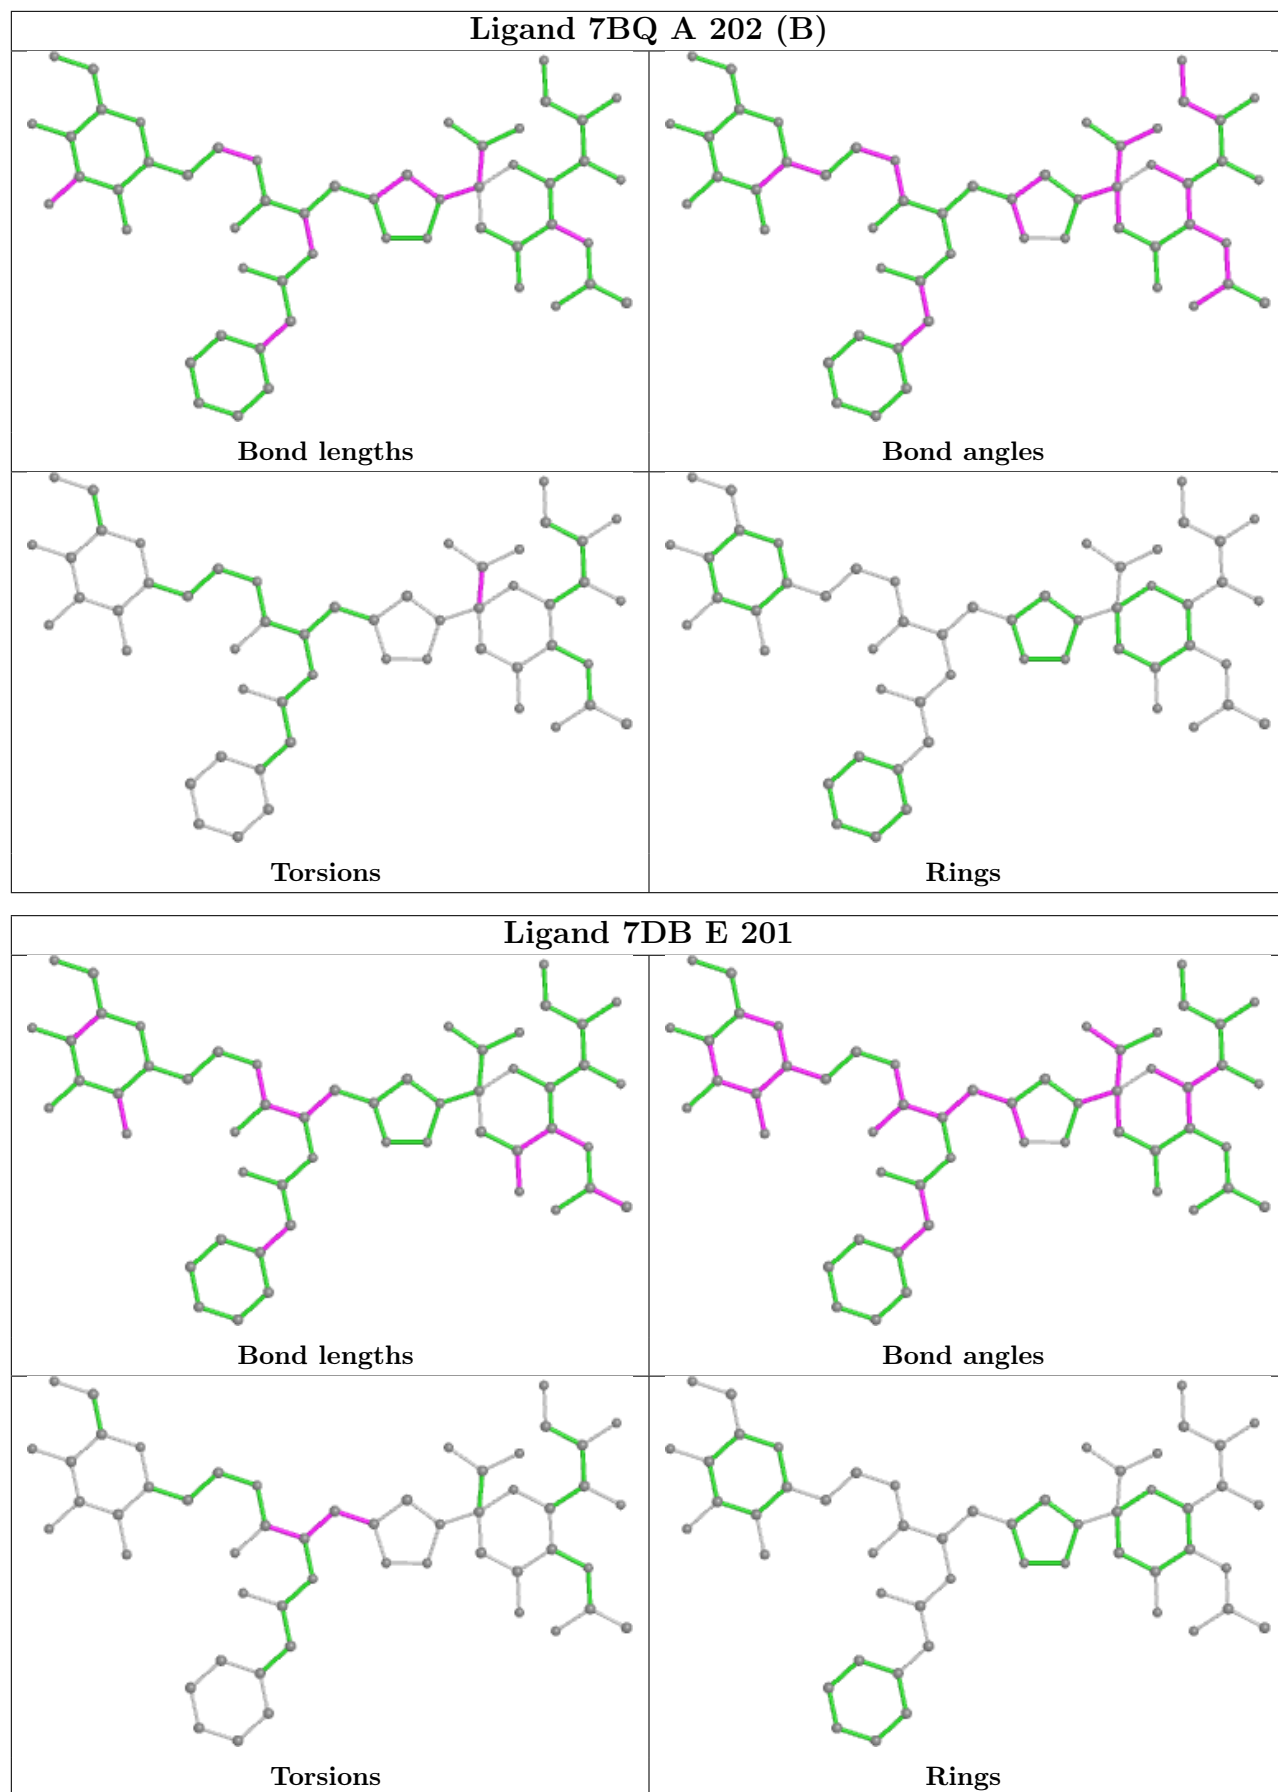 Ligand 7BQ A 202 (B)
Bond lengths
Bond angles
Torsions
Rings
Ligand 7DB E 201
Bond lengths
Bond angles
Torsions
Rings